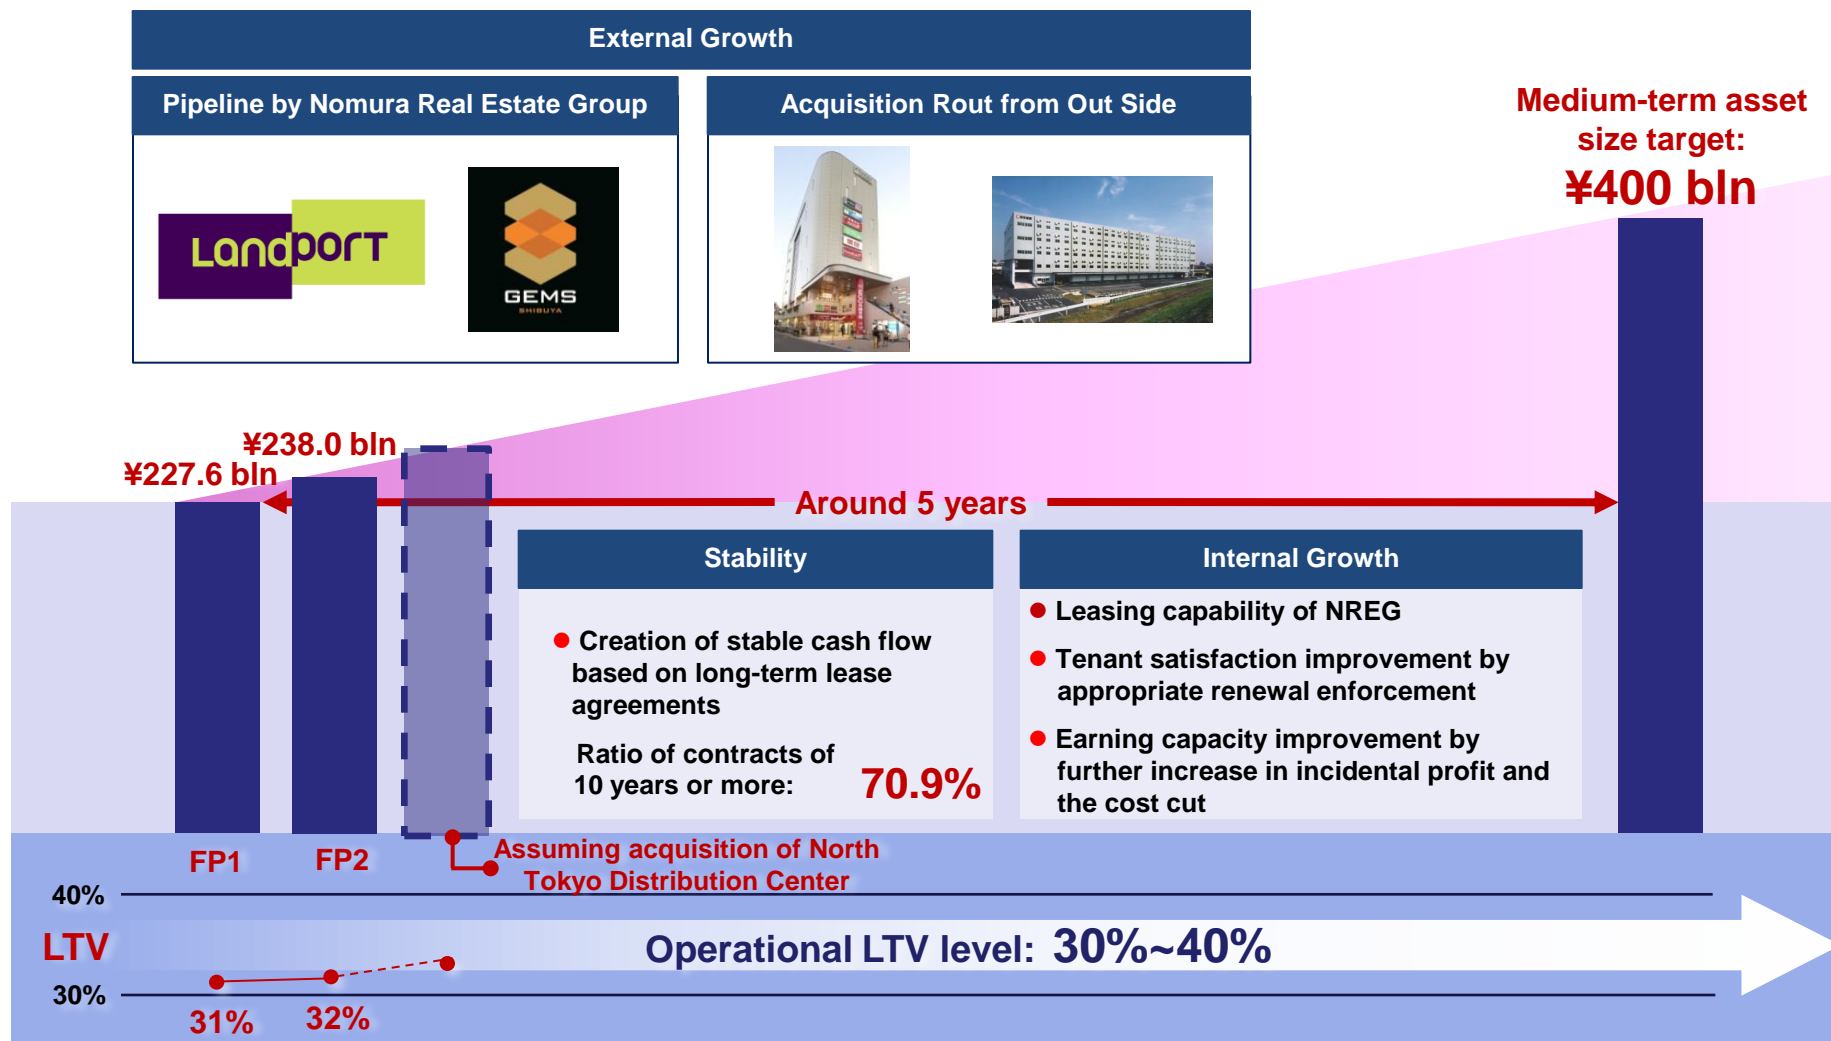 External Growth
Pipeline by Nomura Real Estate Group
Acquisition Rout from Out Side
Landport
GEMS
SHIBUYA
Medium-term asset
size target:
¥400 bln
¥238.0 bln
¥227.6 bln
Around 5 years
Stability
Creation of stable cash flow
based on long-term lease
agreements
Ratio of contracts of
10 years or more:
70.9%
Internal Growth
Leasing capability of NREG
Tenant satisfaction improvement by
appropriate renewal enforcement
Earning capacity improvement by
further increase in incidental profit and
the cost cut
FP1
FP2
Assuming acquisition of North
Tokyo Distribution Center
40%
LTV
Operational LTV level: 30%~40%
30%
31%
32%